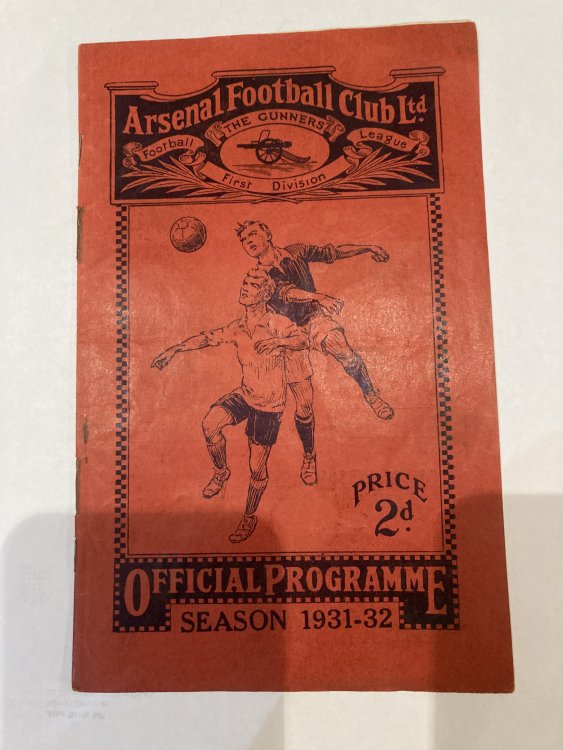 Arsenal Football Club Ltd.
THE GUNNERS
Football League
First Division
PRICE
2d.
OFFICIAL PROGRAMME
SEASON 1931-32